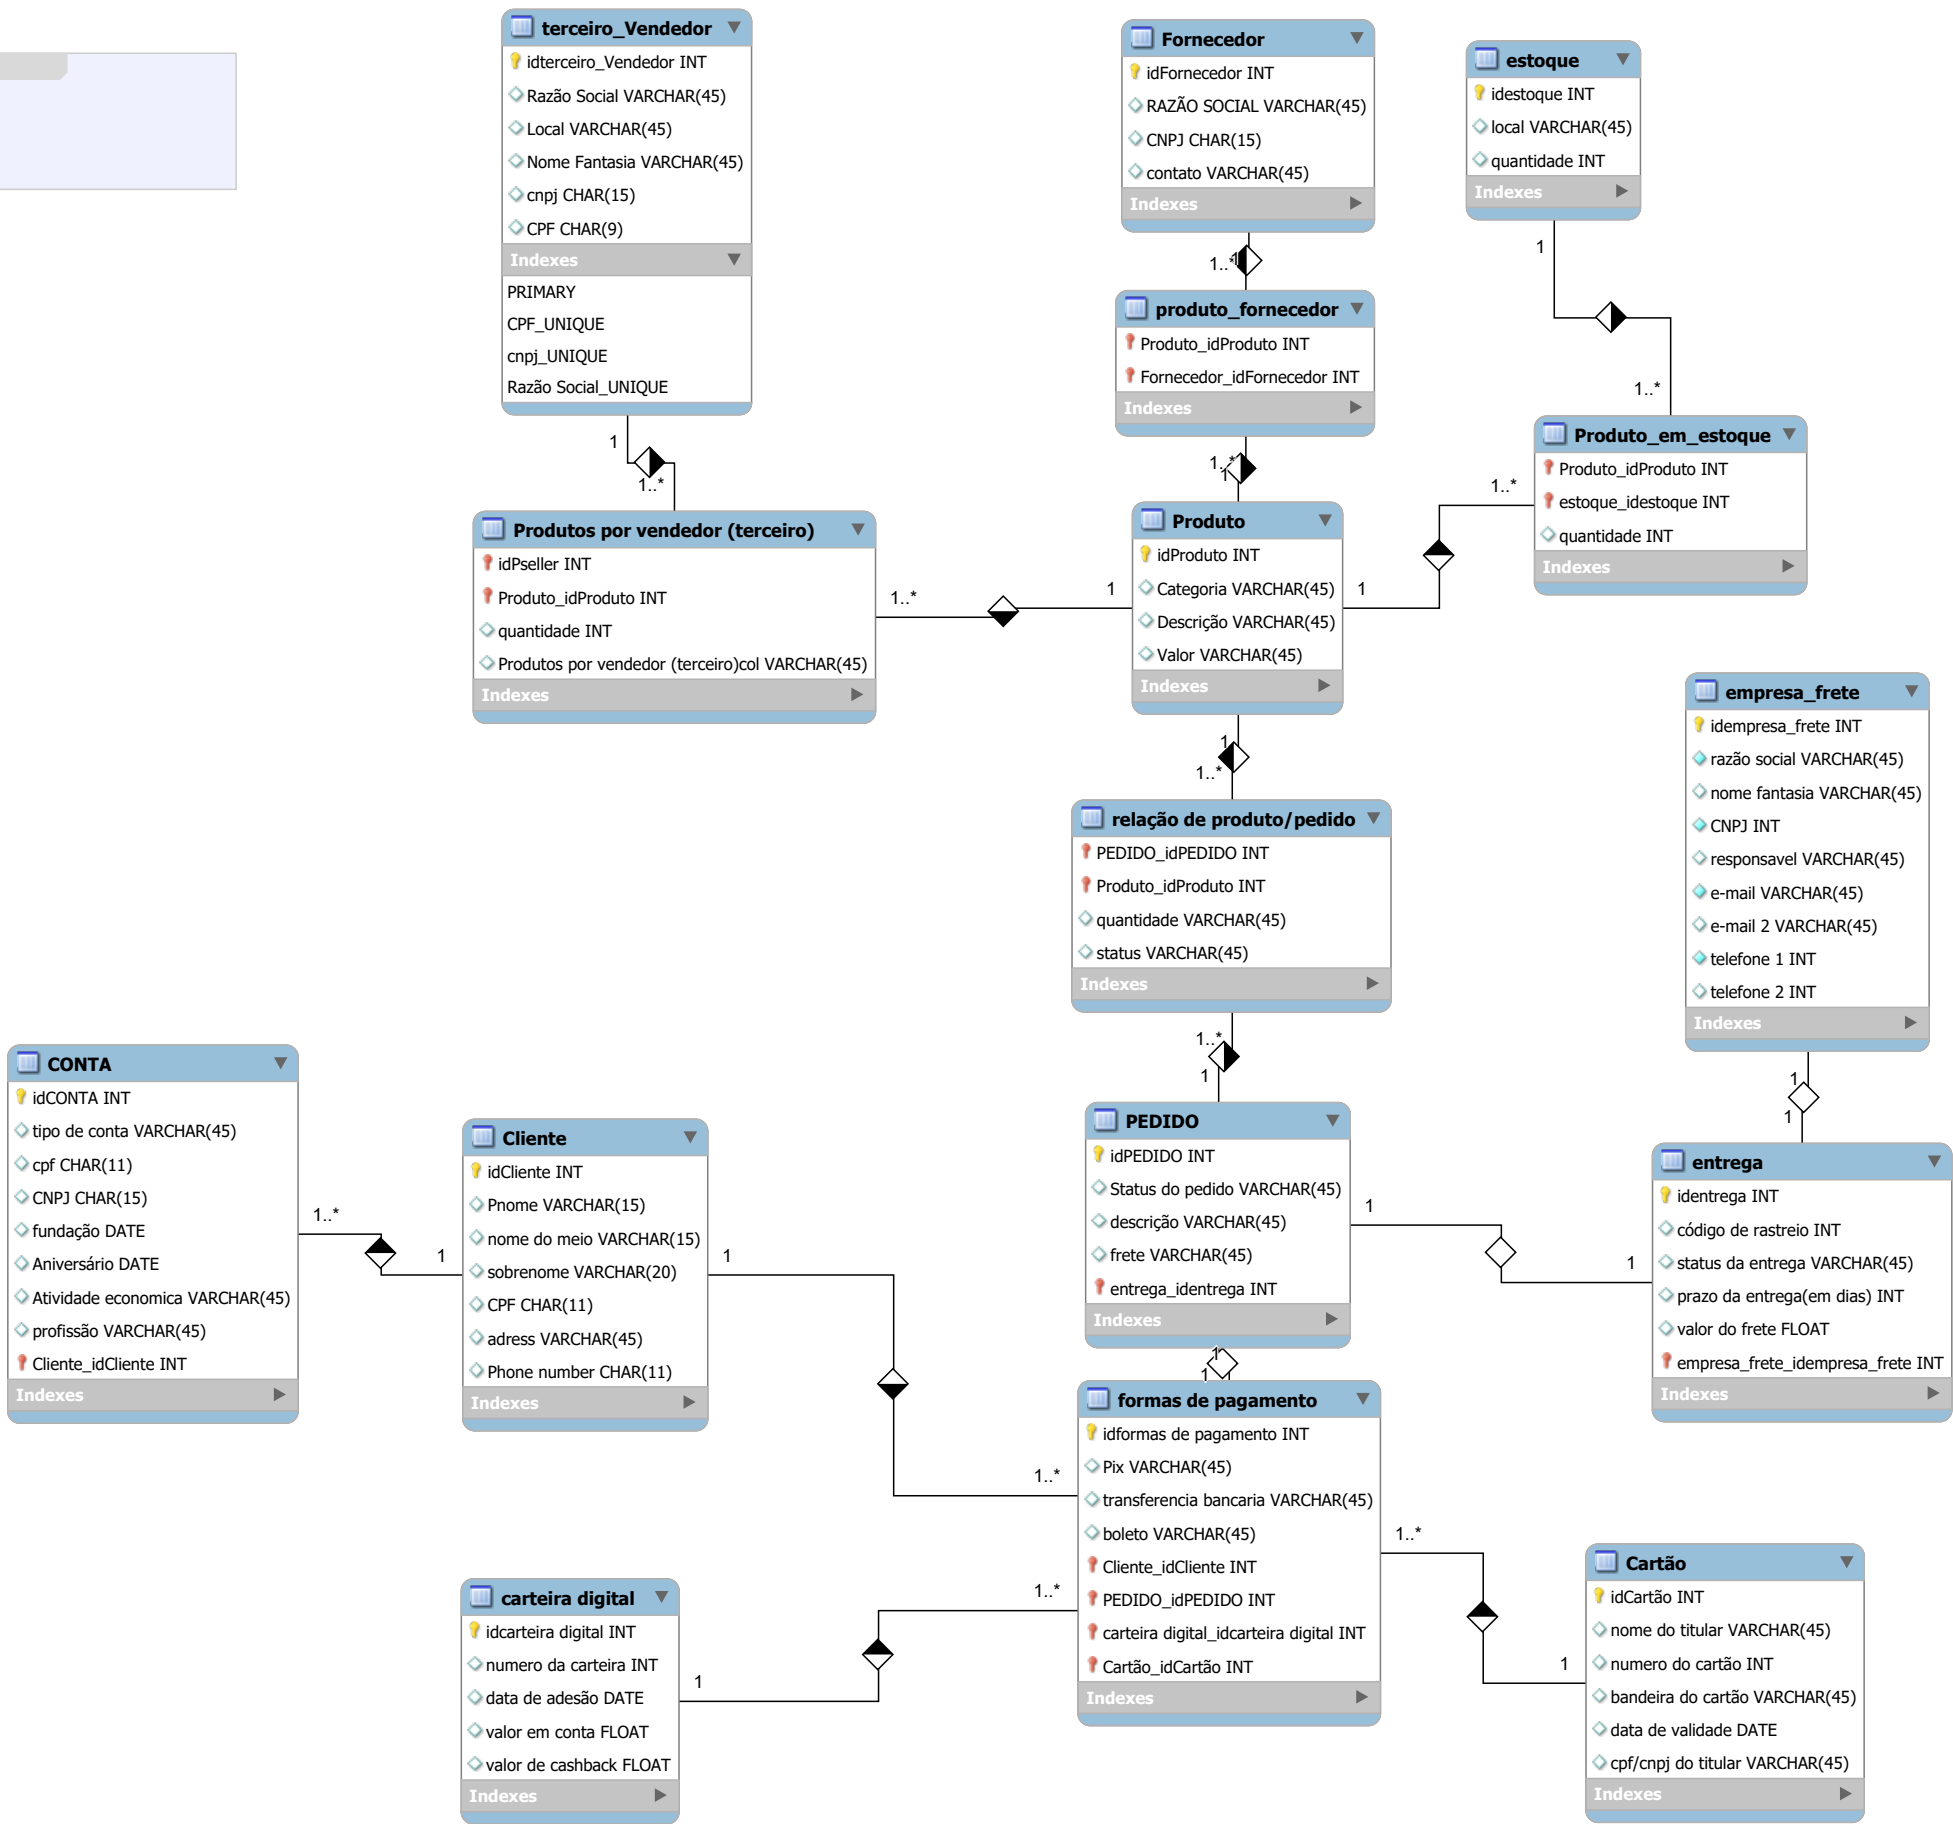 terceiro_Vendedor
idterceiro_Vendedor INT
Razão Social VARCHAR(45)
Local VARCHAR(45)
Nome Fantasia VARCHAR(45)
cnpj CHAR(15)
CPF CHAR(9)
Indexes
PRIMARY
CPF_UNIQUE
cnpj_UNIQUE
Razão Social_UNIQUE
Fornecedor
idFornecedor INT
RAZÃO SOCIAL VARCHAR(45)
CNPJ CHAR(15)
contato VARCHAR(45)
Indexes
estoque
idestoque INT
local VARCHAR(45)
quantidade INT
Indexes
1
1..*
1
1..*
produto_fornecedor
Produto_idProduto INT
Fornecedor_idFornecedor INT
Indexes
1
1..*
1..*
1
Produto_em_estoque
Produto_idProduto INT
estoque_idestoque INT
quantidade INT
Indexes
Produtos por vendedor (terceiro)
idPseller INT
Produto_idProduto INT
quantidade INT
Produtos por vendedor (terceiro)col VARCHAR(45)
Indexes
1..*
1
Produto
idProduto INT
Categoria VARCHAR(45)
Descrição VARCHAR(45)
Valor VARCHAR(45)
Indexes
1
1..*
1
1..*
relação de produto/pedido
PEDIDO_idPEDIDO INT
Produto_idProduto INT
quantidade VARCHAR(45)
status VARCHAR(45)
Indexes
1..*
1
empresa_frete
idempresa_frete INT
razão social VARCHAR(45)
nome fantasia VARCHAR(45)
CNPJ INT
responsavel VARCHAR(45)
e-mail VARCHAR(45)
e-mail 2 VARCHAR(45)
telefone 1 INT
telefone 2 INT
Indexes
1
1
CONTA
idCONTA INT
tipo de conta VARCHAR(45)
cpf CHAR(11)
CNPJ CHAR(15)
fundação DATE
Aniversário DATE
Atividade economica VARCHAR(45)
profissão VARCHAR(45)
Cliente_idCliente INT
Indexes
1..*
1
Cliente
idCliente INT
Pnome VARCHAR(15)
nome do meio VARCHAR(15)
sobrenome VARCHAR(20)
CPF CHAR(11)
adress VARCHAR(45)
Phone number CHAR(11)
Indexes
1
1..*
PEDIDO
idPEDIDO INT
Status do pedido VARCHAR(45)
descrição VARCHAR(45)
frete VARCHAR(45)
entrega_identrega INT
Indexes
1
1
entrega
identrega INT
código de rastreio INT
status da entrega VARCHAR(45)
prazo da entrega(em dias) INT
valor do frete FLOAT
empresa_frete_idempresa_frete INT
Indexes
1
1
formas de pagamento
idformas de pagamento INT
Pix VARCHAR(45)
transferencia bancaria VARCHAR(45)
boleto VARCHAR(45)
Cliente_idCliente INT
PEDIDO_idPEDIDO INT
carteira digital_idcarteira digital INT
Cartão_idCartão INT
Indexes
1..*
1
carteira digital
idcarteira digital INT
numero da carteira INT
data de adesão DATE
valor em conta FLOAT
valor de cashback FLOAT
Indexes
1
1..*
Cartão
idCartão INT
nome do titular VARCHAR(45)
numero do cartão INT
bandeira do cartão VARCHAR(45)
data de validade DATE
cpf/cnpj do titular VARCHAR(45)
Indexes